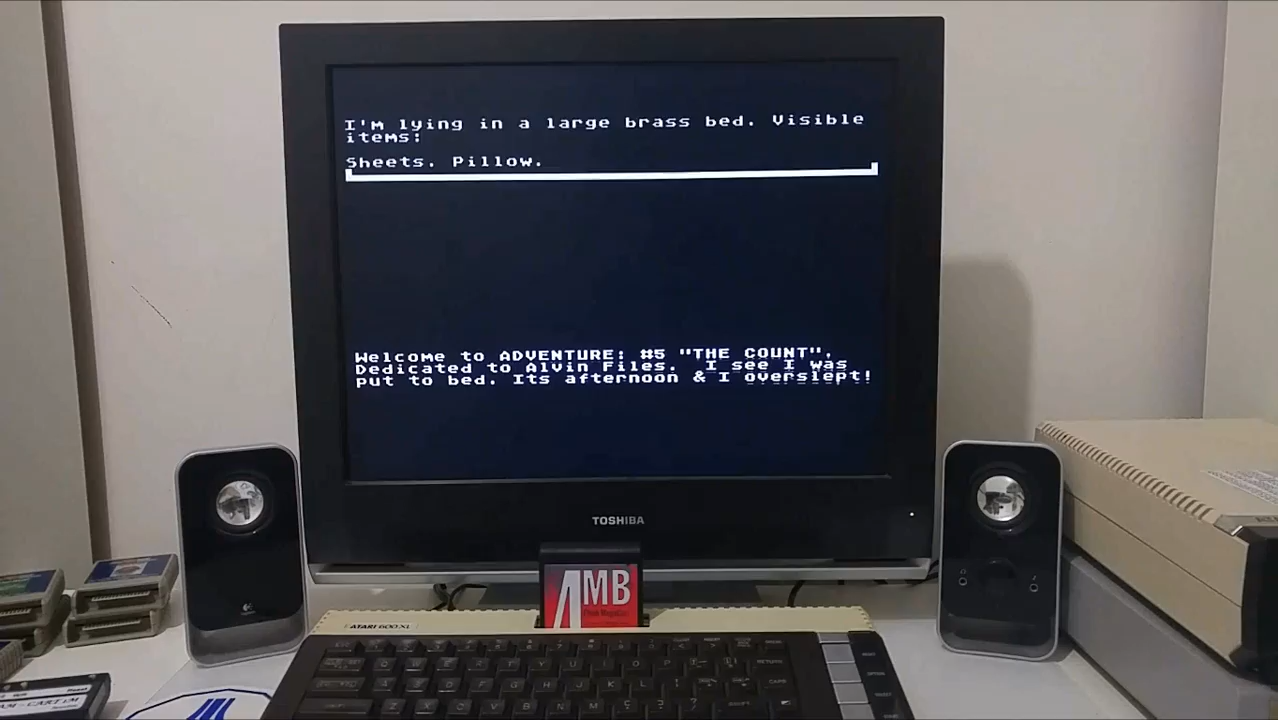 I'm lying in a large brass bed. Visible
items:
Sheets. Pillow.
Welcome to ADVENTURE: #5 "THE COUNT",
Dedicated to Alvin Files.  I see I was
put to bed. Its afternoon & I overslept!
TOSHIBA
AMB
ATARI 600XL